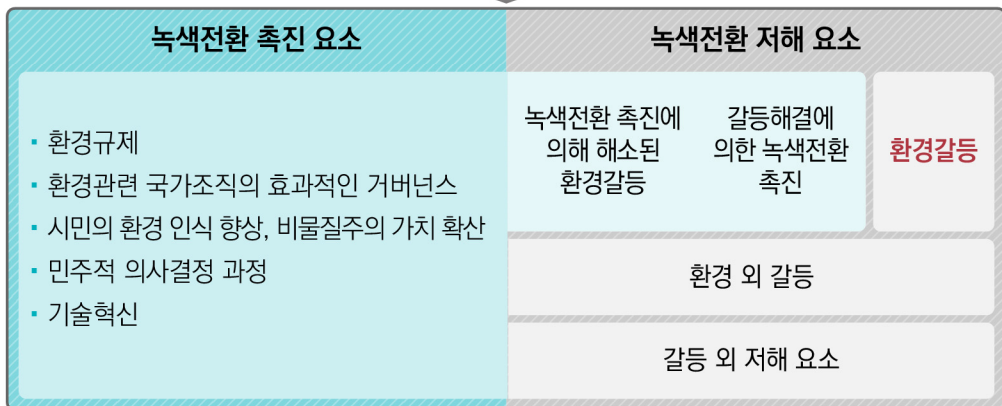 녹색전환 촉진 요소
· 환경규제
· 환경관련 국가조직의 효과적인 거버넌스
· 시민의 환경 인식 향상, 비물질주의 가치 확산
· 민주적 의사결정 과정
· 기술혁신
녹색전환 저해 요소
녹색전환 촉진에
의해 해소된
환경갈등
갈등해결에
의한 녹색전환
촉진
환경갈등
환경 외 갈등
갈등 외 저해 요소